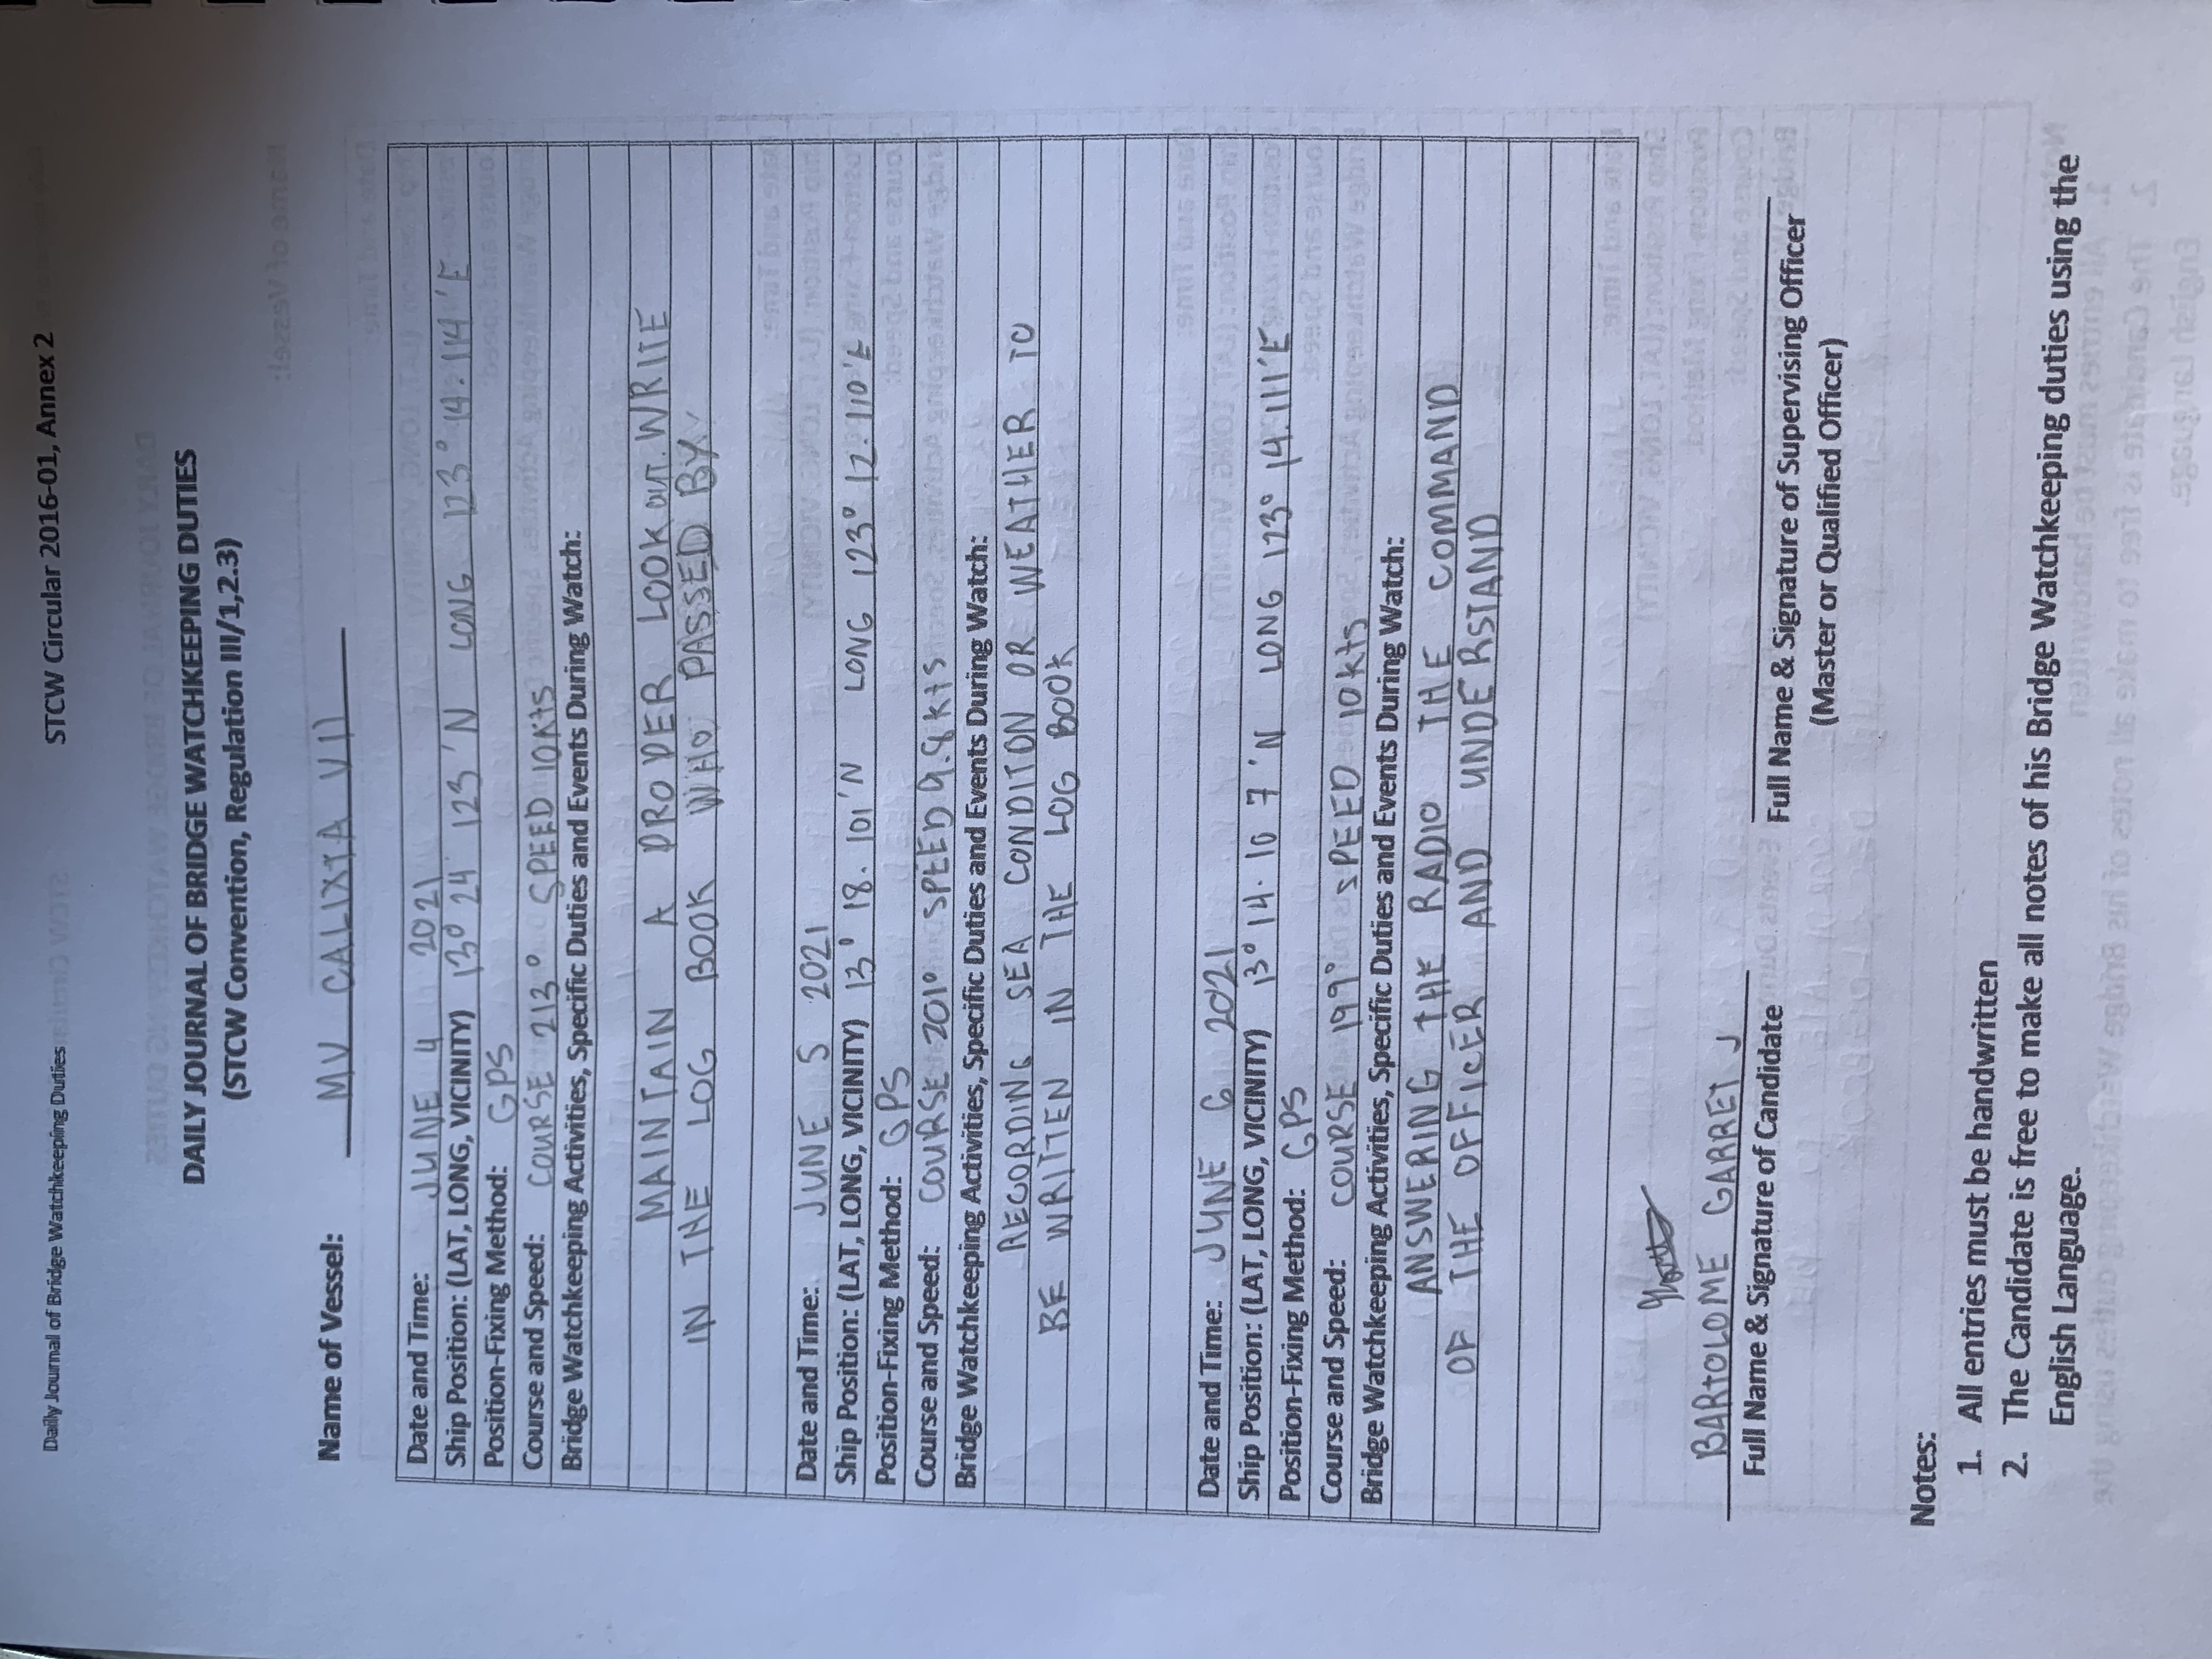 Daily Journal of Bridge Watchkeeping Duties STCW Circular 2016-01, Annex 2
DAILY JOURNAL OF BRIDGE WATCHKEEPING DUTIES
(STCW Convention, Regulation III/1,2.3)
Name of Vessel: MV CALIXTA VII
Date and Time: JUNE 4 2021
Ship Position: (LAT, LONG, VICINITY) 13° 24 123 'N LONG 123° 14. 114 'E
Position-Fixing Method: GPS
Course and Speed: COURSE 213° SPEED 10 Kts
Bridge Watchkeeping Activities, Specific Duties and Events During Watch:
MAINTAIN A PROPER LOOK OUT. WRITE
IN THE LOG BOOK WHO PASSED BY
Date and Time: JUNE 5 2021
Ship Position: (LAT, LONG, VICINITY) 13° 18. 101 'N LONG 123° 12. 110 'E
Position-Fixing Method: GPS
Course and Speed: COURSE 201° SPEED 9.8 kts
Bridge Watchkeeping Activities, Specific Duties and Events During Watch:
RECORDING SEA CONDITON OR WEATHER TO
BE WRITTEN IN THE LOG BOOK
Date and Time: JUNE 6 2021
Ship Position: (LAT, LONG, VICINITY) 13° 14. 10 7 'N LONG 123° 14. 111 'E
Position-Fixing Method: GPS
Course and Speed: COURSE 199° SPEED 10 kts
Bridge Watchkeeping Activities, Specific Duties and Events During Watch:
ANSWERING THE RADIO THE COMMAND
OF THE OFFICER AND UNDERSTAND
BARTOLOME GARRET J
Full Name & Signature of Candidate
Full Name & Signature of Supervising Officer
(Master or Qualified Officer)
Notes:
1. All entries must be handwritten
2. The Candidate is free to make all notes of his Bridge Watchkeeping duties using the
English Language.